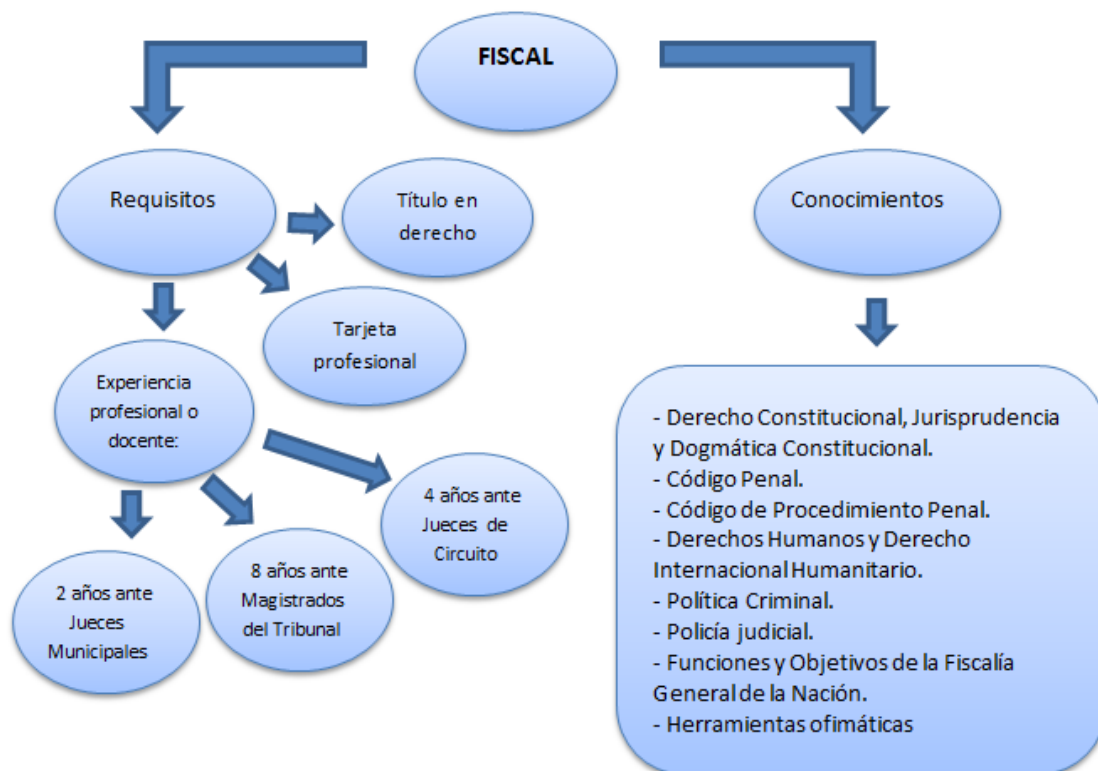 FISCAL
Requisitos
Título en
derecho
Tarjeta
profesional
Experiencia
profesional o
docente:
2 años ante
Jueces
Municipales
8 años ante
Magistrados
del Tribunal
4 años ante
Jueces de
Circuito
Conocimientos
- Derecho Constitucional, Jurisprudencia
y Dogmática Constitucional.
- Código Penal.
- Código de Procedimiento Penal.
- Derechos Humanos y Derecho
Internacional Humanitario.
- Política Criminal.
- Policía judicial.
- Funciones y Objetivos de la Fiscalía
General de la Nación.
- Herramientas ofimáticas